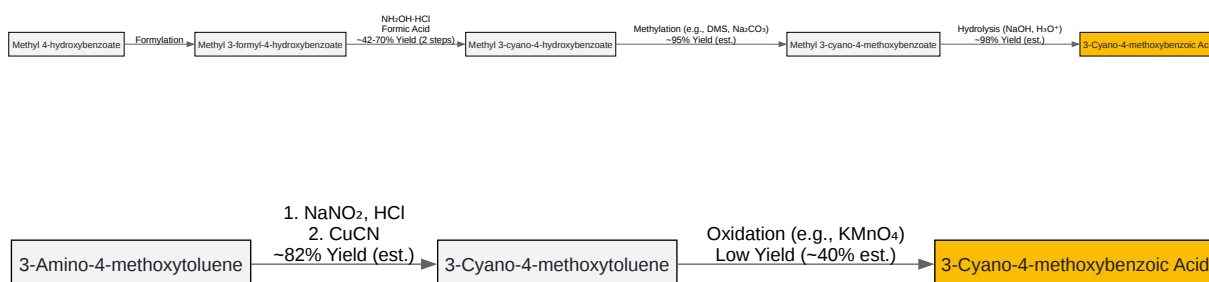 NH₂OH·HCl
Formic Acid
~42-70% Yield (2 steps)
Methylation (e.g., DMS, Na₂CO₃)
~95% Yield (est.)
Hydrolysis (NaOH, H₃O⁺)
~98% Yield (est.)
Methyl 4-hydroxybenzoate
Formylation
Methyl 3-formyl-4-hydroxybenzoate
Methyl 3-cyano-4-hydroxybenzoate
Methyl 3-cyano-4-methoxybenzoate
3-Cyano-4-methoxybenzoic Ac
1. NaNO₂, HCl
2. CuCN
~82% Yield (est.)
Oxidation (e.g., KMnO₄)
Low Yield (~40% est.)
3-Amino-4-methoxytoluene
3-Cyano-4-methoxytoluene
3-Cyano-4-methoxybenzoic Acid